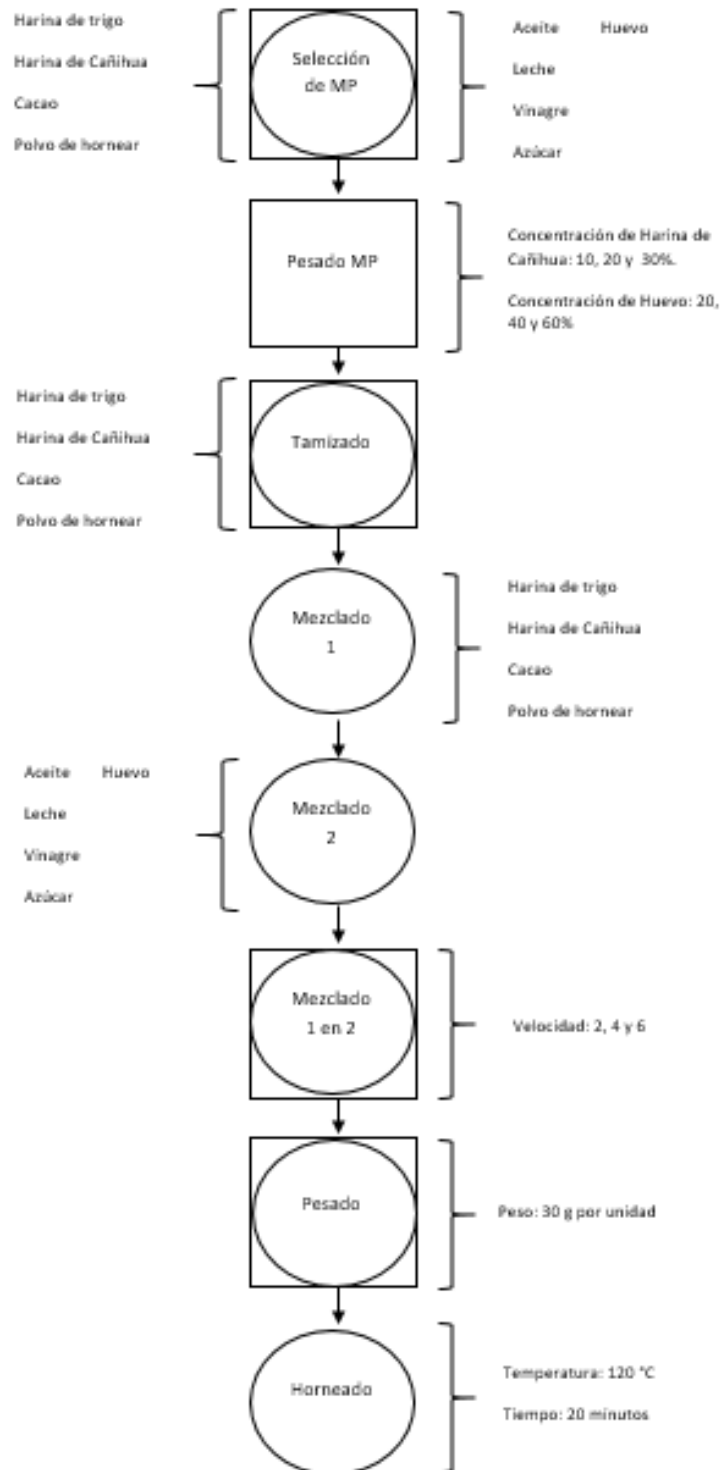 Harina de trigo
Harina de Cañihua
Cacao
Polvo de hornear
Selección
de MP
Aceite Huevo
Leche
Vinagre
Azúcar
Pesado MP
Concentración de Harina de
Cañihua: 10, 20 y 30%.
Concentración de Huevo: 20,
40 y 60%
Harina de trigo
Harina de Cañihua
Cacao
Polvo de hornear
Tamizado
Mezclado
1
Harina de trigo
Harina de Cañihua
Cacao
Polvo de hornear
Aceite Huevo
Leche
Vinagre
Azúcar
Mezclado
2
Mezclado
1 en 2
Velocidad: 2, 4 y 6
Pesado
Peso: 30 g por unidad
Horneado
Temperatura: 120 °C
Tiempo: 20 minutos